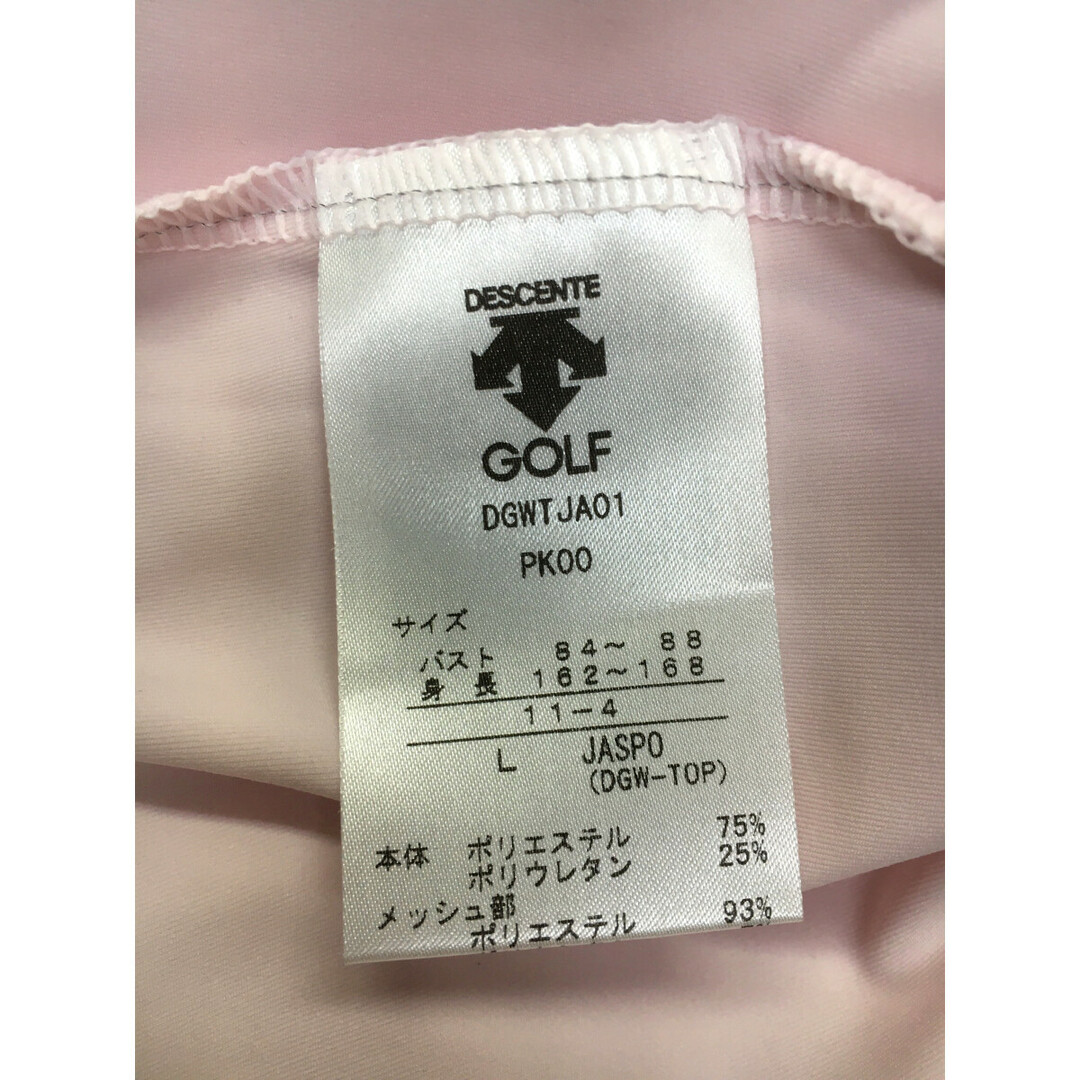 DESCENTE
GOLF
DGWTJA01
PK00
サイズ
バスト 84～ 88
身 長 162～168
11-4
L JASPO
(DGW-TOP)
本体 ポリエステル 75%
ポリウレタン 25%
メッシュ部
ポリエステル 93%